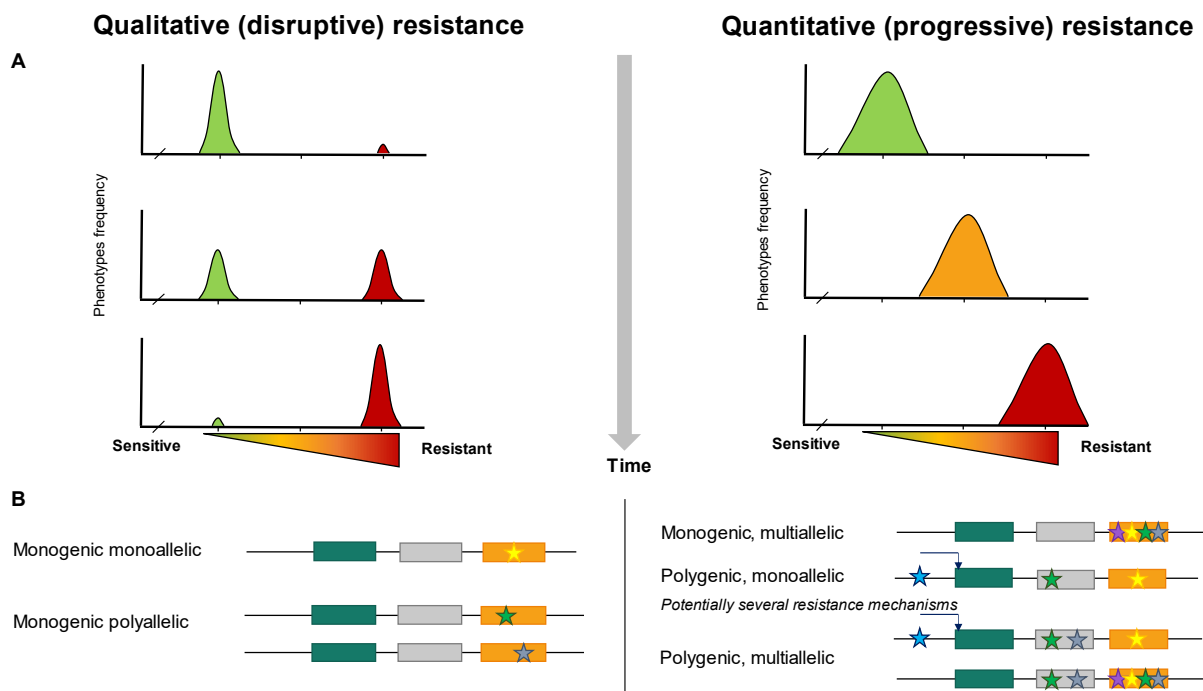 Qualitative (disruptive) resistance
Quantitative (progressive) resistance
A
Phenotypes frequency
Phenotypes frequency
Sensitive
Resistant
Sensitive
Resistant
Time
B
Monogenic monoallelic
Monogenic polyallelic
Monogenic, multiallelic
Polygenic, monoallelic
Potentially several resistance mechanisms
Polygenic, multiallelic